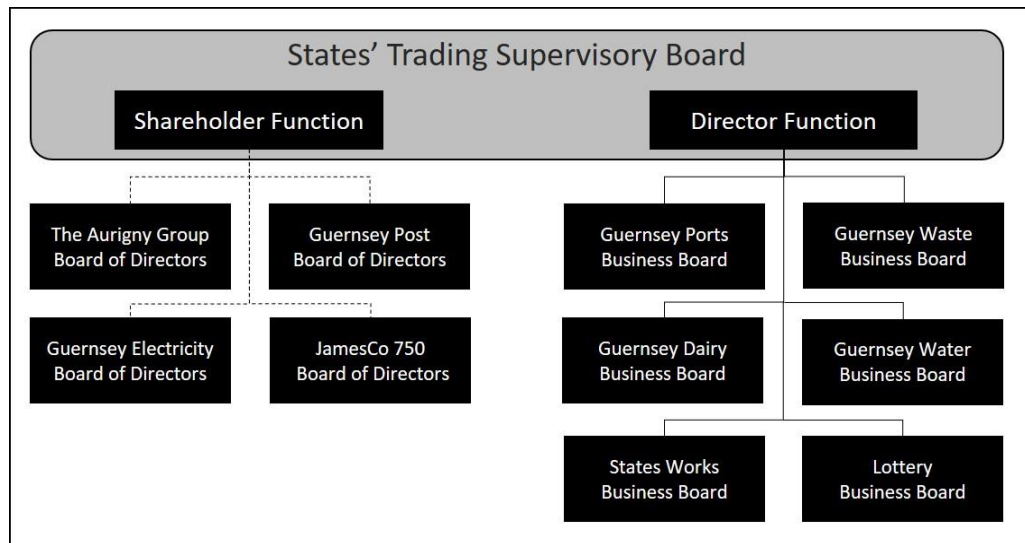 States' Trading Supervisory Board
Shareholder Function
Director Function
The Aurigny Group
Board of Directors
Guernsey Post
Board of Directors
Guernsey Electricity
Board of Directors
JamesCo 750
Board of Directors
Guernsey Ports
Business Board
Guernsey Waste
Business Board
Guernsey Dairy
Business Board
Guernsey Water
Business Board
States Works
Business Board
Lottery
Business Board